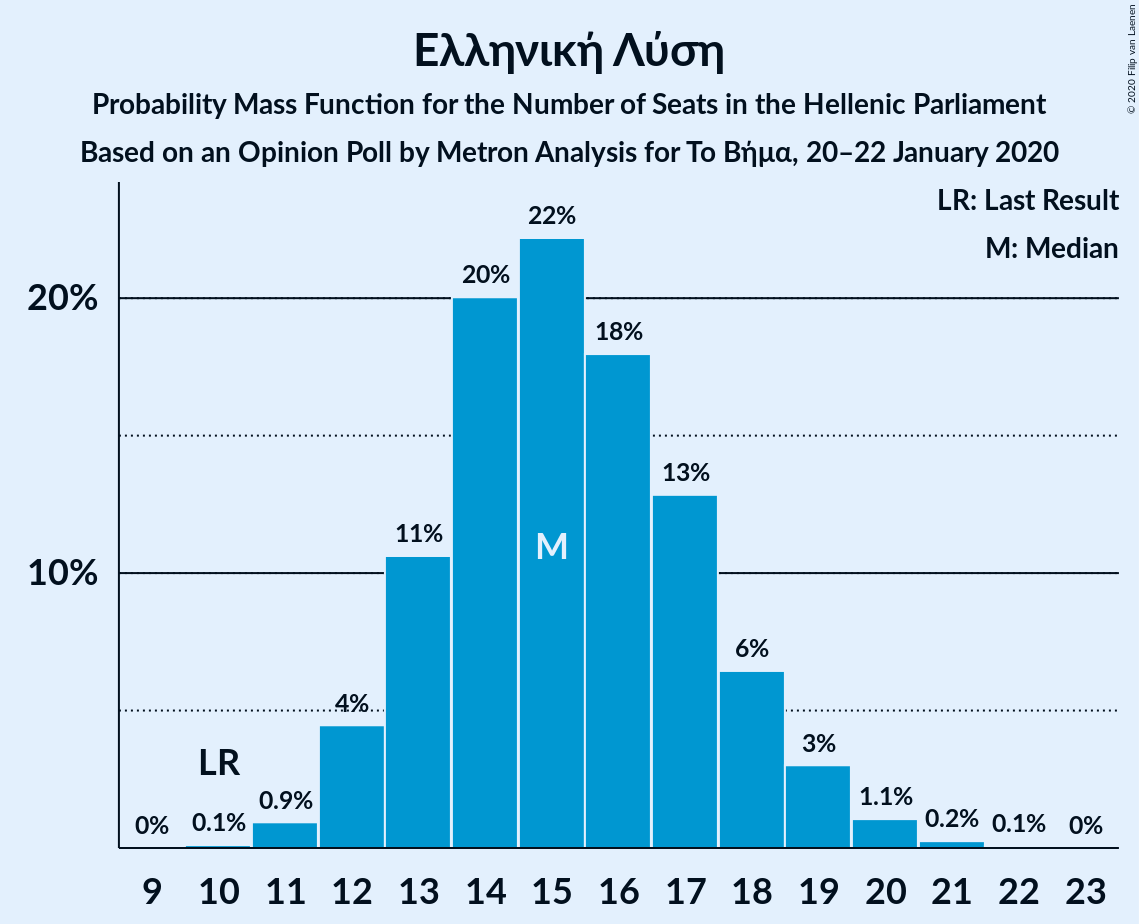 Ελληνική Λύση
Probability Mass Function for the Number of Seats in the Hellenic Parliament
Based on an Opinion Poll by Metron Analysis for Το Βήμα, 20–22 January 2020
© 2020 Filip van Laenen
LR: Last Result
M: Median
22%
20%
20%
18%
13%
11%
M
10%
6%
4%
LR
3%
0%
0.1%
0.9%
1.1%
0.2%
0.1%
0%
9 10 11 12 13 14 15 16 17 18 19 20 21 22 23